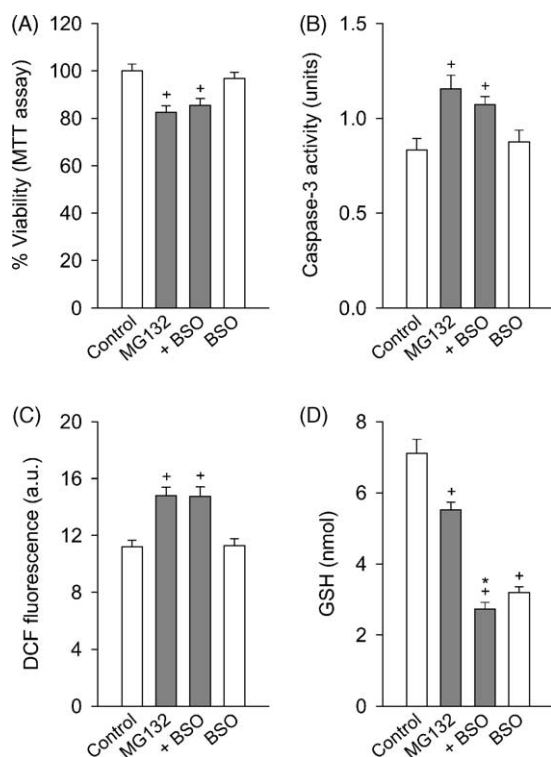 (A)
% Viability (MTT assay)
120
100
80
60
40
20
0
+
+
Control
MG132
+ BSO
BSO
(B)
Caspase-3 activity (units)
1.5
1.0
0.5
0.0
+
+
Control
MG132
+ BSO
BSO
(C)
DCF fluorescence (a.u.)
20
16
12
8
4
0
+
+
Control
MG132
+ BSO
BSO
(D)
GSH (nmol)
8
6
4
2
0
+
*
+
+
Control
MG132
+ BSO
BSO